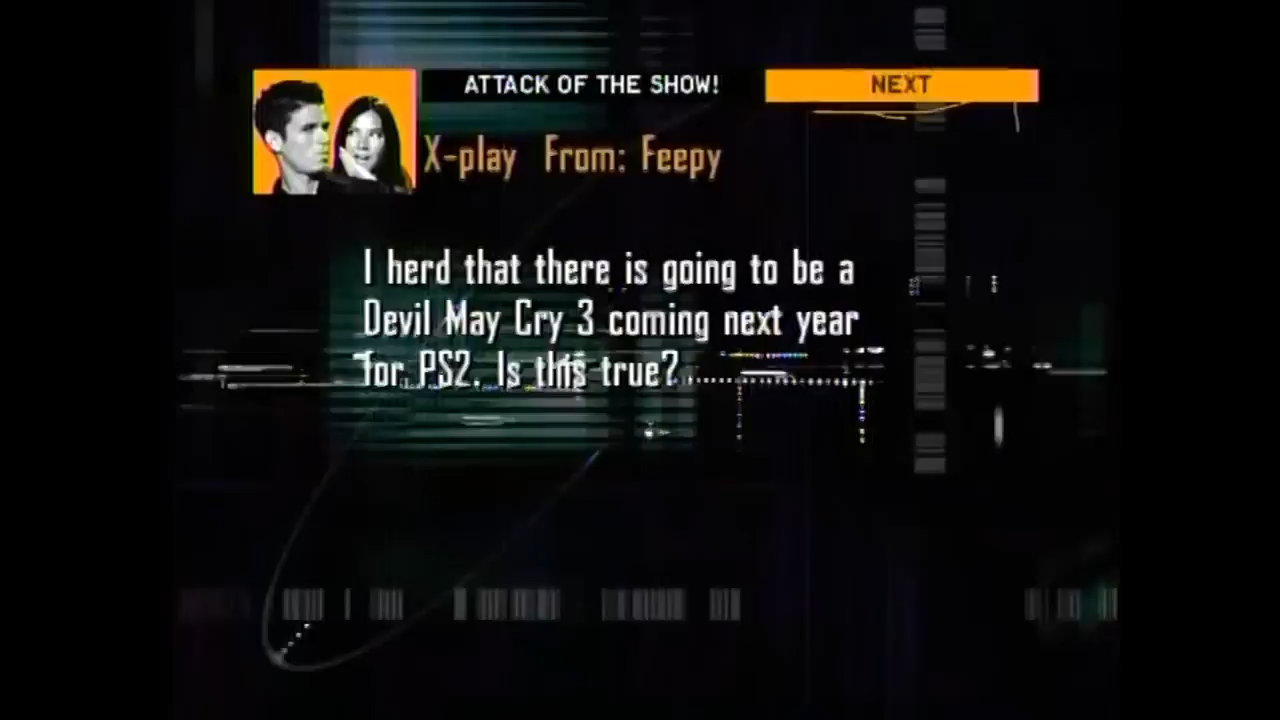 ATTACK OF THE SHOW! NEXT
X-play From: Feepy
I herd that there is going to be a
Devil May Cry 3 coming next year
for PS2. Is this true?